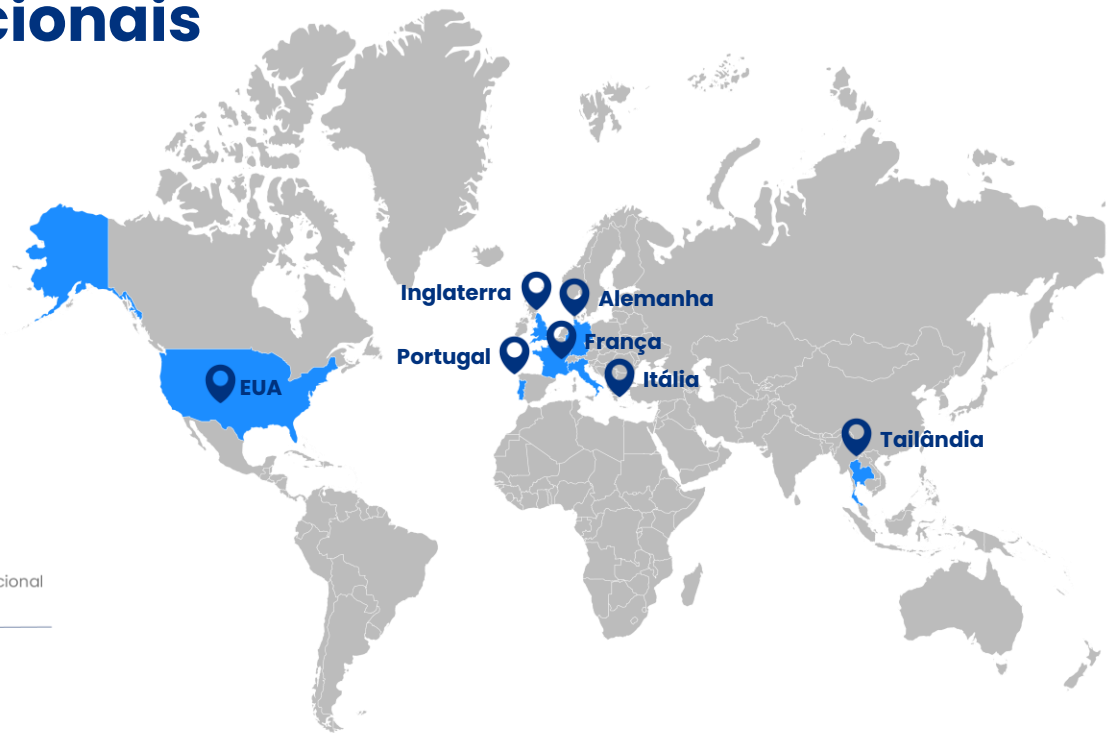 cionais
Inglaterra
Alemanha
França
Portugal
Itália
EUA
Tailândia
cional